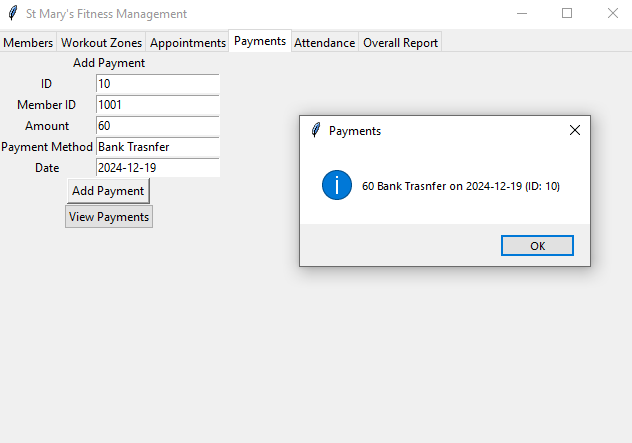 St Mary's Fitness Management
Members Workout Zones Appointments Payments Attendance Overall Report
Add Payment
ID 10
Member ID 1001
Amount 60
Payment Method Bank Trasnfer
Date 2024-12-19
Add Payment
View Payments
Payments
60 Bank Trasnfer on 2024-12-19 (ID: 10)
OK